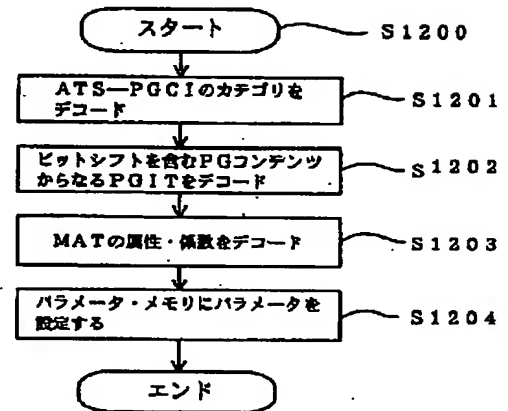 スタート
S1200
ATS―PGCIのカテゴリを
デコード
S1201
ビットシフトを含むPGコンテンツ
からなるPGITをデコード
S1202
MATの属性・係数をデコード
S1203
パラメータ・メモリにパラメータを
設定する
S1204
エンド